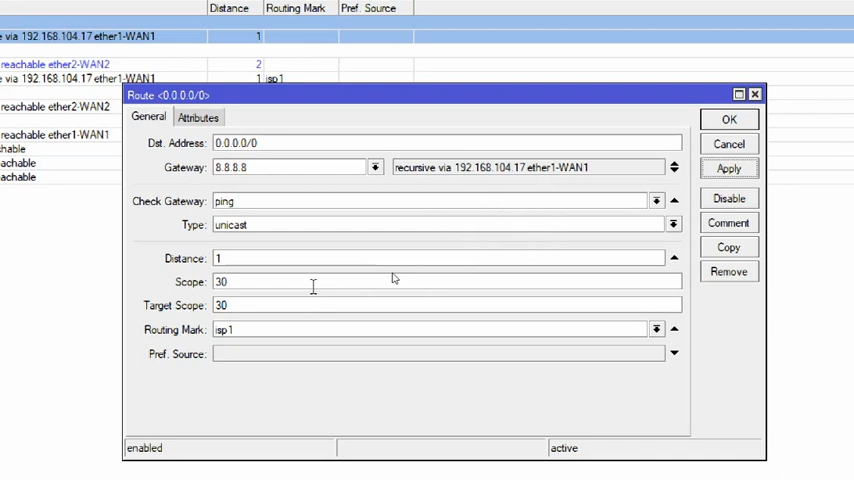 Distance Routing Mark Pref. Source
e via 192.168.104.17 ether1-WAN1 1
reachable ether2-WAN2 2
e via 192.168.104.17 ether1-WAN1 1 isp1
reachable ether2-WAN2
reachable ether1-WAN1
chable
achable
achable
Route <0.0.0.0/0>
General Attributes
Dst. Address: 0.0.0.0/0
Gateway: 8.8.8.8 recursive via 192.168.104.17 ether1-WAN1
Check Gateway: ping
Type: unicast
Distance: 1
Scope: 30
Target Scope: 30
Routing Mark: isp1
Pref. Source:
OK
Cancel
Apply
Disable
Comment
Copy
Remove
enabled active